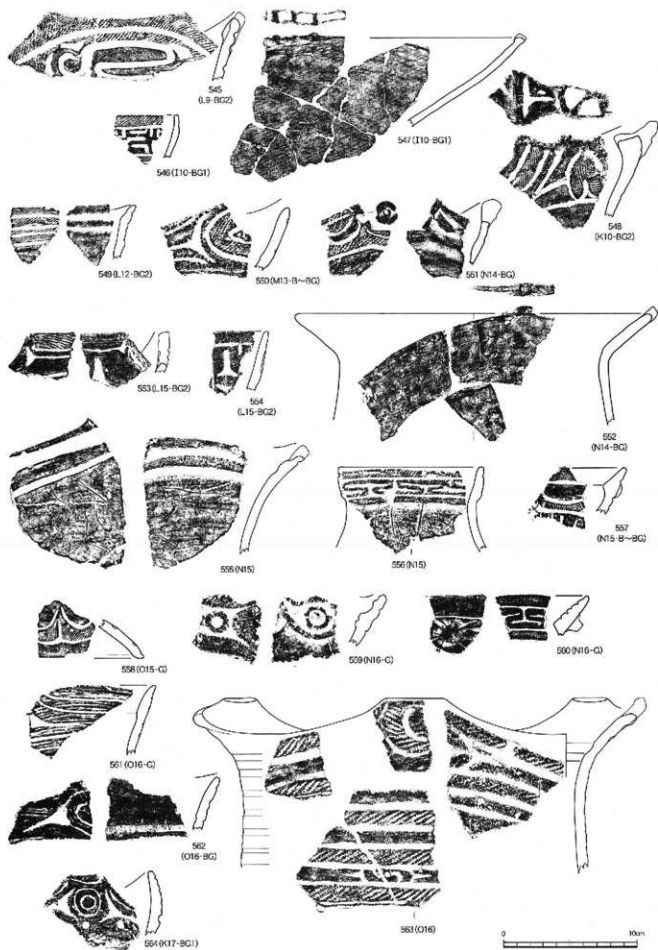 545
(L9-BG2)
546(I10-BG1)
547(I10-BG1)
548
(K10-BG2)
549(L12-BG2)
550(M13-B～BG)
551(N14-BG)
552
(N14-BG)
553(L15-BG2)
554
(L15-BG2)
555(N15)
556(N15)
557
(N15-B～BG)
558(O15-G)
559(N16-G)
560(N16-G)
561(O16-G)
562
(O16-BG)
563(O16)
564(K17-BG1)
0
10cm